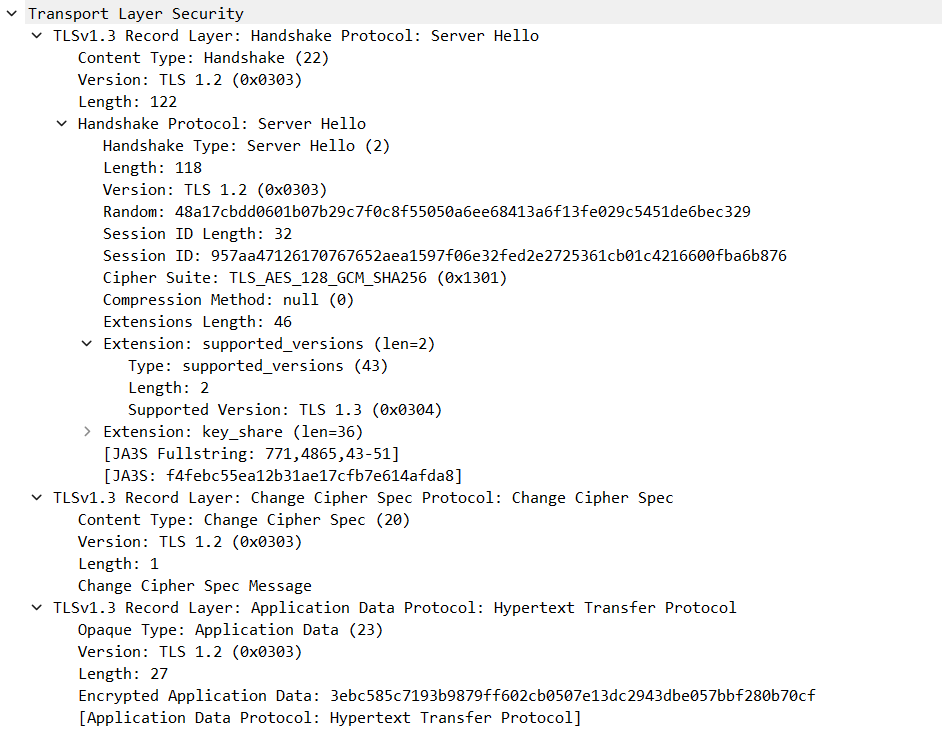 Transport Layer Security
TLSv1.3 Record Layer: Handshake Protocol: Server Hello
Content Type: Handshake (22)
Version: TLS 1.2 (0x0303)
Length: 122
Handshake Protocol: Server Hello
Handshake Type: Server Hello (2)
Length: 118
Version: TLS 1.2 (0x0303)
Random: 48a17cbdd0601b07b29c7f0c8f55050a6ee68413a6f13fe029c5451de6bec329
Session ID Length: 32
Session ID: 957aa47126170767652aea1597f06e32fed2e2725361cb01c4216600fba6b876
Cipher Suite: TLS_AES_128_GCM_SHA256 (0x1301)
Compression Method: null (0)
Extensions Length: 46
Extension: supported_versions (len=2)
Type: supported_versions (43)
Length: 2
Supported Version: TLS 1.3 (0x0304)
Extension: key_share (len=36)
[JA3S Fullstring: 771,4865,43-51]
[JA3S: f4febc55ea12b31ae17cfb7e614afda8]
TLSv1.3 Record Layer: Change Cipher Spec Protocol: Change Cipher Spec
Content Type: Change Cipher Spec (20)
Version: TLS 1.2 (0x0303)
Length: 1
Change Cipher Spec Message
TLSv1.3 Record Layer: Application Data Protocol: Hypertext Transfer Protocol
Opaque Type: Application Data (23)
Version: TLS 1.2 (0x0303)
Length: 27
Encrypted Application Data: 3ebc585c7193b9879ff602cb0507e13dc2943dbe057bbf280b70cf
[Application Data Protocol: Hypertext Transfer Protocol]